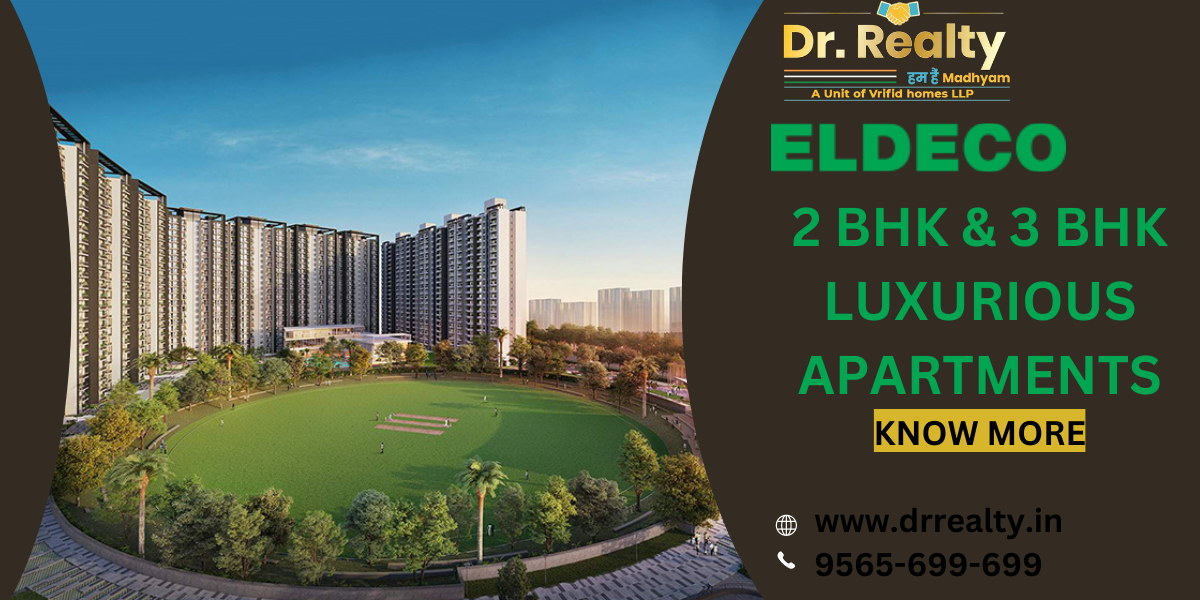 Dr. Realty
हम हैं Madhyam
A Unit of Vrifid homes LLP
ELDECO
2 BHK & 3 BHK
LUXURIOUS
APARTMENTS
KNOW MORE
www.drrealty.in
9565-699-699